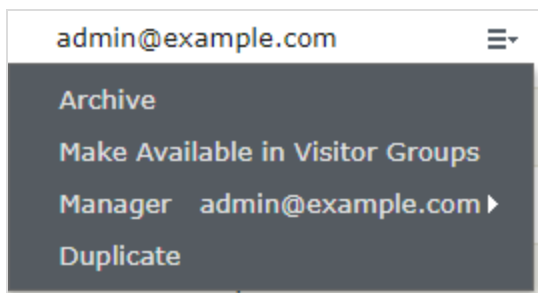 admin@example.com
Archive
Make Available in Visitor Groups
Manager admin@example.com
Duplicate